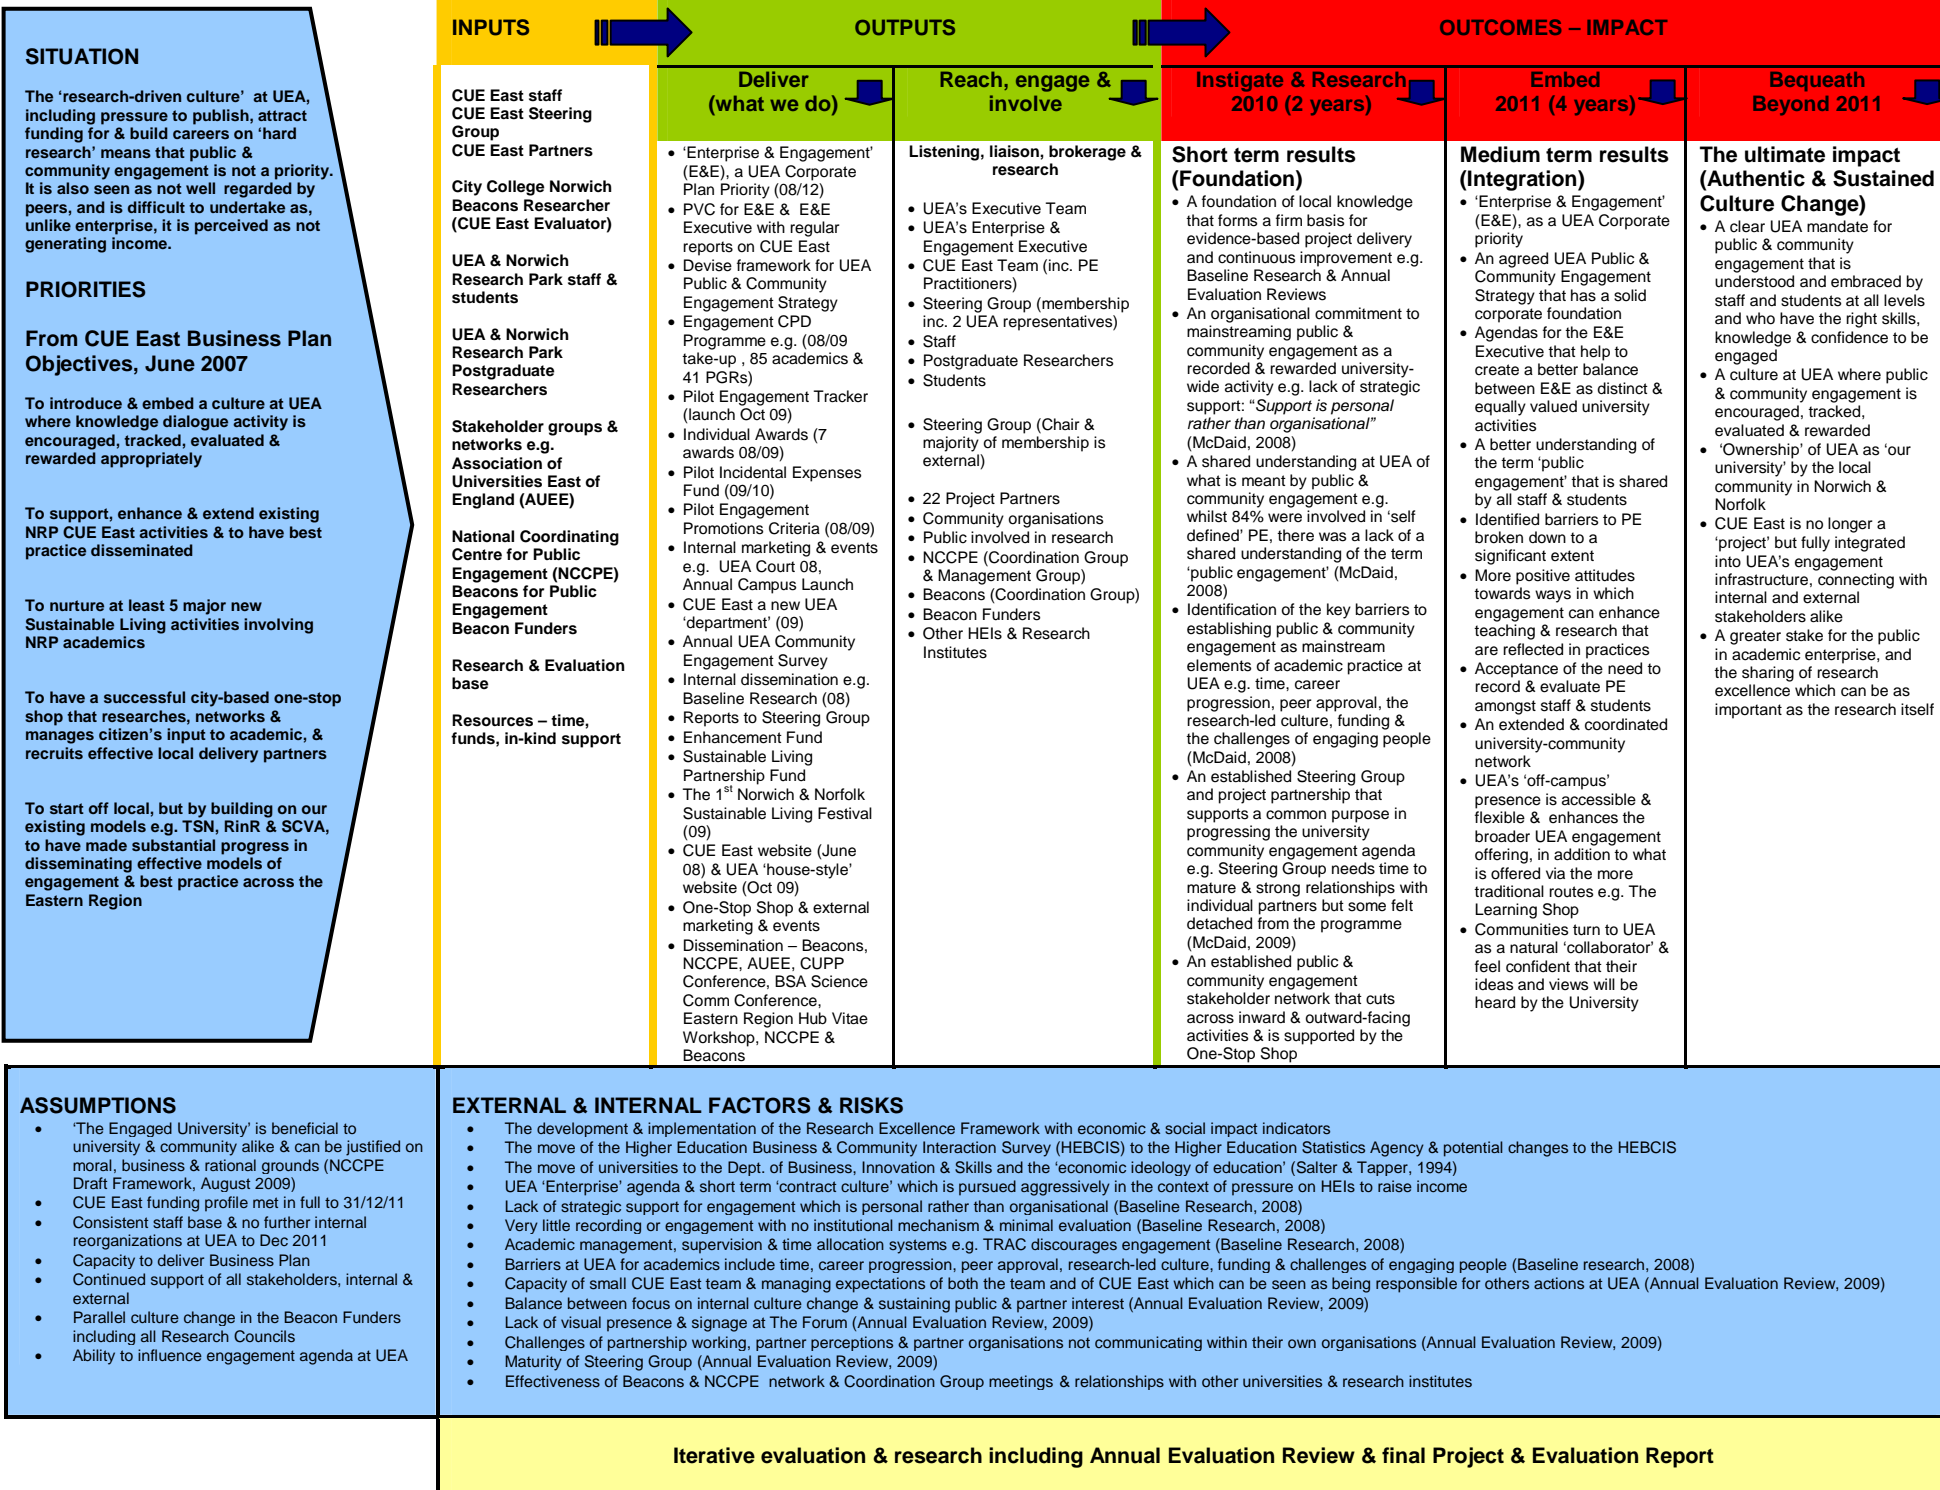 SITUATION
The ‘research-driven culture’ at UEA,
including pressure to publish, attract
funding for & build careers on ‘hard
research’ means that public &
community engagement is not a priority.
It is also seen as not well regarded by
peers, and is difficult to undertake as,
unlike enterprise, it is perceived as not
generating income.
PRIORITIES
From CUE East Business Plan
Objectives, June 2007
To introduce & embed a culture at UEA
where knowledge dialogue activity is
encouraged, tracked, evaluated &
rewarded appropriately
To support, enhance & extend existing
NRP CUE East activities & to have best
practice disseminated
To nurture at least 5 major new
Sustainable Living activities involving
NRP academics
To have a successful city-based one-stop
shop that researches, networks &
manages citizen’s input to academic, &
recruits effective local delivery partners
To start off local, but by building on our
existing models e.g. TSN, RinR & SCVA,
to have made substantial progress in
disseminating effective models of
engagement & best practice across the
Eastern Region
INPUTS
CUE East staff
CUE East Steering
Group
CUE East Partners
City College Norwich
Beacons Researcher
(CUE East Evaluator)
UEA & Norwich
Research Park staff &
students
UEA & Norwich
Research Park
Postgraduate
Researchers
Stakeholder groups &
networks e.g.
Association of
Universities East of
England (AUEE)
National Coordinating
Centre for Public
Engagement (NCCPE)
Beacons for Public
Engagement
Beacon Funders
Research & Evaluation
base
Resources – time,
funds, in-kind support
OUTPUTS
Deliver
(what we do)
• ‘Enterprise & Engagement’
(E&E), a UEA Corporate
Plan Priority (08/12)
• PVC for E&E & E&E
Executive with regular
reports on CUE East
• Devise framework for UEA
Public & Community
Engagement Strategy
• Engagement CPD
Programme e.g. (08/09
take-up , 85 academics &
41 PGRs)
• Pilot Engagement Tracker
(launch Oct 09)
• Individual Awards (7
awards 08/09)
• Pilot Incidental Expenses
Fund (09/10)
• Pilot Engagement
Promotions Criteria (08/09)
• Internal marketing & events
e.g. UEA Court 08,
Annual Campus Launch
• CUE East a new UEA
‘department’ (09)
• Annual UEA Community
Engagement Survey
• Internal dissemination e.g.
Baseline Research (08)
• Reports to Steering Group
• Enhancement Fund
• Sustainable Living
Partnership Fund
• The 1st Norwich & Norfolk
Sustainable Living Festival
(09)
• CUE East website (June
08) & UEA ‘house-style’
website (Oct 09)
• One-Stop Shop & external
marketing & events
• Dissemination – Beacons,
NCCPE, AUEE, CUPP
Conference, BSA Science
Comm Conference,
Eastern Region Hub Vitae
Workshop, NCCPE &
Beacons
Reach, engage &
involve
Listening, liaison, brokerage &
research
• UEA’s Executive Team
• UEA’s Enterprise &
Engagement Executive
• CUE East Team (inc. PE
Practitioners)
• Steering Group (membership
inc. 2 UEA representatives)
• Staff
• Postgraduate Researchers
• Students
• Steering Group (Chair &
majority of membership is
external)
• 22 Project Partners
• Community organisations
• Public involved in research
• NCCPE (Coordination Group
& Management Group)
• Beacons (Coordination Group)
• Beacon Funders
• Other HEIs & Research
Institutes
OUTCOMES – IMPACT
Instigate & Research
2010 (2 years)
Short term results
(Foundation)
• A foundation of local knowledge
that forms a firm basis for
evidence-based project delivery
and continuous improvement e.g.
Baseline Research & Annual
Evaluation Reviews
• An organisational commitment to
mainstreaming public &
community engagement as a
recorded & rewarded university-
wide activity e.g. lack of strategic
support: “Support is personal
rather than organisational”
(McDaid, 2008)
• A shared understanding at UEA of
what is meant by public &
community engagement e.g.
whilst 84% were involved in ‘self
defined’ PE, there was a lack of a
shared understanding of the term
‘public engagement’ (McDaid,
2008)
• Identification of the key barriers to
establishing public & community
engagement as mainstream
elements of academic practice at
UEA e.g. time, career
progression, peer approval, the
research-led culture, funding &
the challenges of engaging people
(McDaid, 2008)
• An established Steering Group
and project partnership that
supports a common purpose in
progressing the university
community engagement agenda
e.g. Steering Group needs time to
mature & strong relationships with
individual partners but some felt
detached from the programme
(McDaid, 2009)
• An established public &
community engagement
stakeholder network that cuts
across inward & outward-facing
activities & is supported by the
One-Stop Shop
Embed
2011 (4 years)
Medium term results
(Integration)
• ‘Enterprise & Engagement’
(E&E), as a UEA Corporate
priority
• An agreed UEA Public &
Community Engagement
Strategy that has a solid
corporate foundation
• Agendas for the E&E
Executive that help to
create a better balance
between E&E as distinct &
equally valued university
activities
• A better understanding of
the term ‘public
engagement’ that is shared
by all staff & students
• Identified barriers to PE
broken down to a
significant extent
• More positive attitudes
towards ways in which
engagement can enhance
teaching & research that
are reflected in practices
• Acceptance of the need to
record & evaluate PE
amongst staff & students
• An extended & coordinated
university-community
network
• UEA’s ‘off-campus’
presence is accessible &
flexible & enhances the
broader UEA engagement
offering, in addition to what
is offered via the more
traditional routes e.g. The
Learning Shop
• Communities turn to UEA
as a natural ‘collaborator’ &
feel confident that their
ideas and views will be
heard by the University
Bequeath
Beyond 2011
The ultimate impact
(Authentic & Sustained
Culture Change)
• A clear UEA mandate for
public & community
engagement that is
understood and embraced by
staff and students at all levels
and who have the right skills,
knowledge & confidence to be
engaged
• A culture at UEA where public
& community engagement is
encouraged, tracked,
evaluated & rewarded
• ‘Ownership’ of UEA as ‘our
university’ by the local
community in Norwich &
Norfolk
• CUE East is no longer a
‘project’ but fully integrated
into UEA’s engagement
infrastructure, connecting with
internal and external
stakeholders alike
• A greater stake for the public
in academic enterprise, and
the sharing of research
excellence which can be as
important as the research itself
ASSUMPTIONS
• ‘The Engaged University’ is beneficial to
university & community alike & can be justified on
moral, business & rational grounds (NCCPE
Draft Framework, August 2009)
• CUE East funding profile met in full to 31/12/11
• Consistent staff base & no further internal
reorganizations at UEA to Dec 2011
• Capacity to deliver Business Plan
• Continued support of all stakeholders, internal &
external
• Parallel culture change in the Beacon Funders
including all Research Councils
• Ability to influence engagement agenda at UEA
EXTERNAL & INTERNAL FACTORS & RISKS
• The development & implementation of the Research Excellence Framework with economic & social impact indicators
• The move of the Higher Education Business & Community Interaction Survey (HEBCIS) to the Higher Education Statistics Agency & potential changes to the HEBCIS
• The move of universities to the Dept. of Business, Innovation & Skills and the ‘economic ideology of education’ (Salter & Tapper, 1994)
• UEA ‘Enterprise’ agenda & short term ‘contract culture’ which is pursued aggressively in the context of pressure on HEIs to raise income
• Lack of strategic support for engagement which is personal rather than organisational (Baseline Research, 2008)
• Very little recording or engagement with no institutional mechanism & minimal evaluation (Baseline Research, 2008)
• Academic management, supervision & time allocation systems e.g. TRAC discourages engagement (Baseline Research, 2008)
• Barriers at UEA for academics include time, career progression, peer approval, research-led culture, funding & challenges of engaging people (Baseline research, 2008)
• Capacity of small CUE East team & managing expectations of both the team and of CUE East which can be seen as being responsible for others actions at UEA (Annual Evaluation Review, 2009)
• Balance between focus on internal culture change & sustaining public & partner interest (Annual Evaluation Review, 2009)
• Lack of visual presence & signage at The Forum (Annual Evaluation Review, 2009)
• Challenges of partnership working, partner perceptions & partner organisations not communicating within their own organisations (Annual Evaluation Review, 2009)
• Maturity of Steering Group (Annual Evaluation Review, 2009)
• Effectiveness of Beacons & NCCPE network & Coordination Group meetings & relationships with other universities & research institutes
Iterative evaluation & research including Annual Evaluation Review & final Project & Evaluation Report